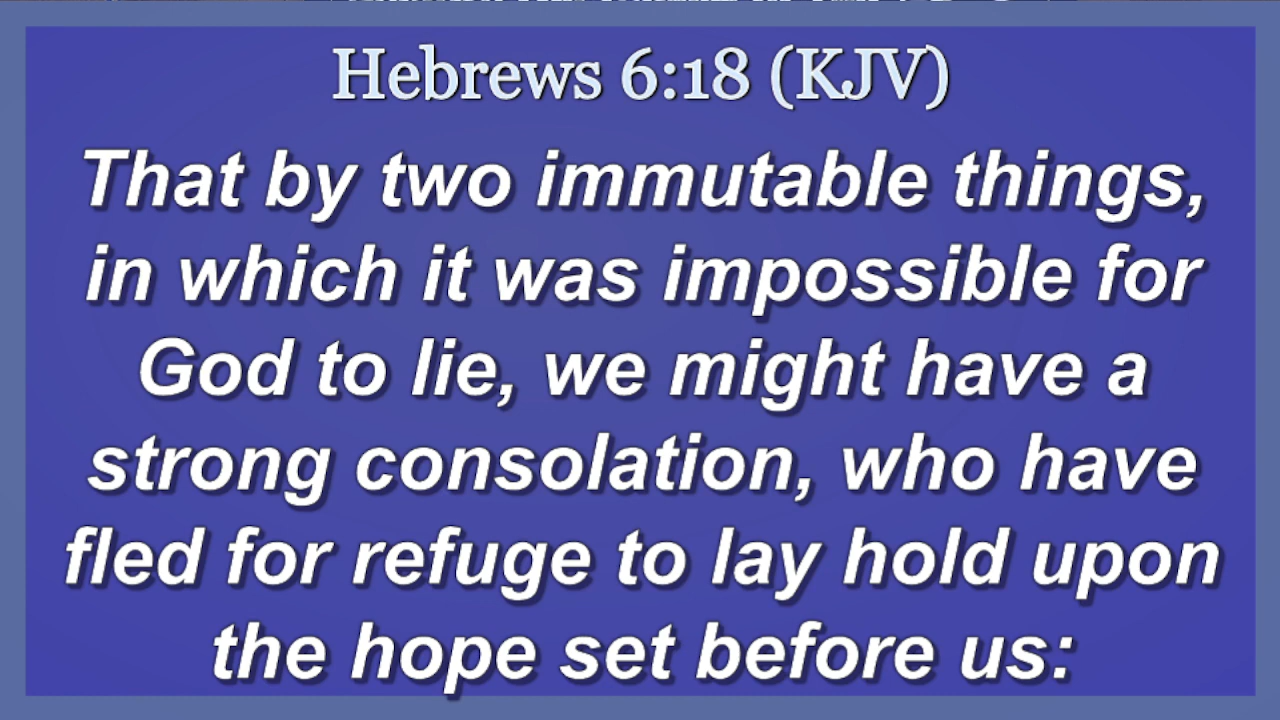 Hebrews 6:18 (KJV)
That by two immutable things,
in which it was impossible for
God to lie, we might have a
strong consolation, who have
fled for refuge to lay hold upon
the hope set before us: